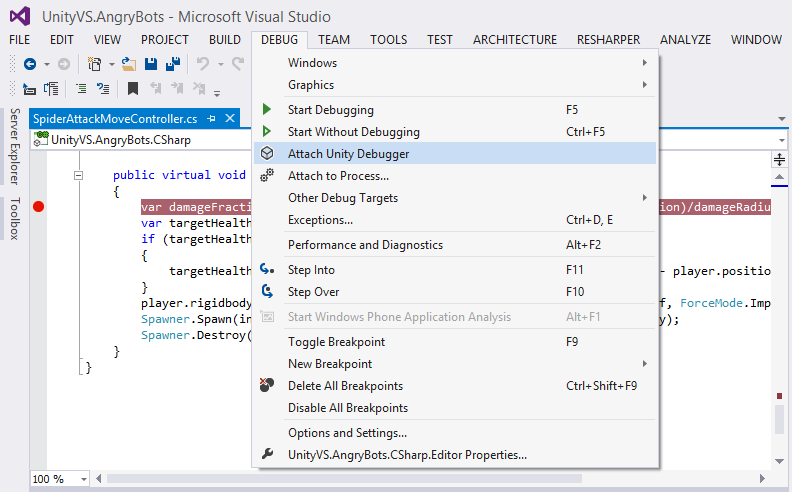 UnityVS.AngryBots - Microsoft Visual Studio
FILE EDIT VIEW PROJECT BUILD DEBUG TEAM TOOLS TEST ARCHITECTURE RESHARPER ANALYZE WINDOW
Windows
Graphics
Start Debugging F5
Start Without Debugging Ctrl+F5
Attach Unity Debugger
Attach to Process...
Other Debug Targets
Exceptions... Ctrl+D, E
Performance and Diagnostics Alt+F2
Step Into F11
Step Over F10
Start Windows Phone Application Analysis Alt+F1
Toggle Breakpoint F9
New Breakpoint
Delete All Breakpoints Ctrl+Shift+F9
Disable All Breakpoints
Options and Settings...
UnityVS.AngryBots.CSharp.Editor Properties...
Server Explorer
Toolbox
SpiderAttackMoveController.cs
UnityVS.AngryBots.CSharp
public virtual void
{
var damageFracti ion)/damageRadiu
var targetHealth
if (targetHealth
{
targetHealth - player.positio
}
player.rigidbody f, ForceMode.Imp
Spawner.Spawn(in y);
Spawner.Destroy(
}
}
100 %